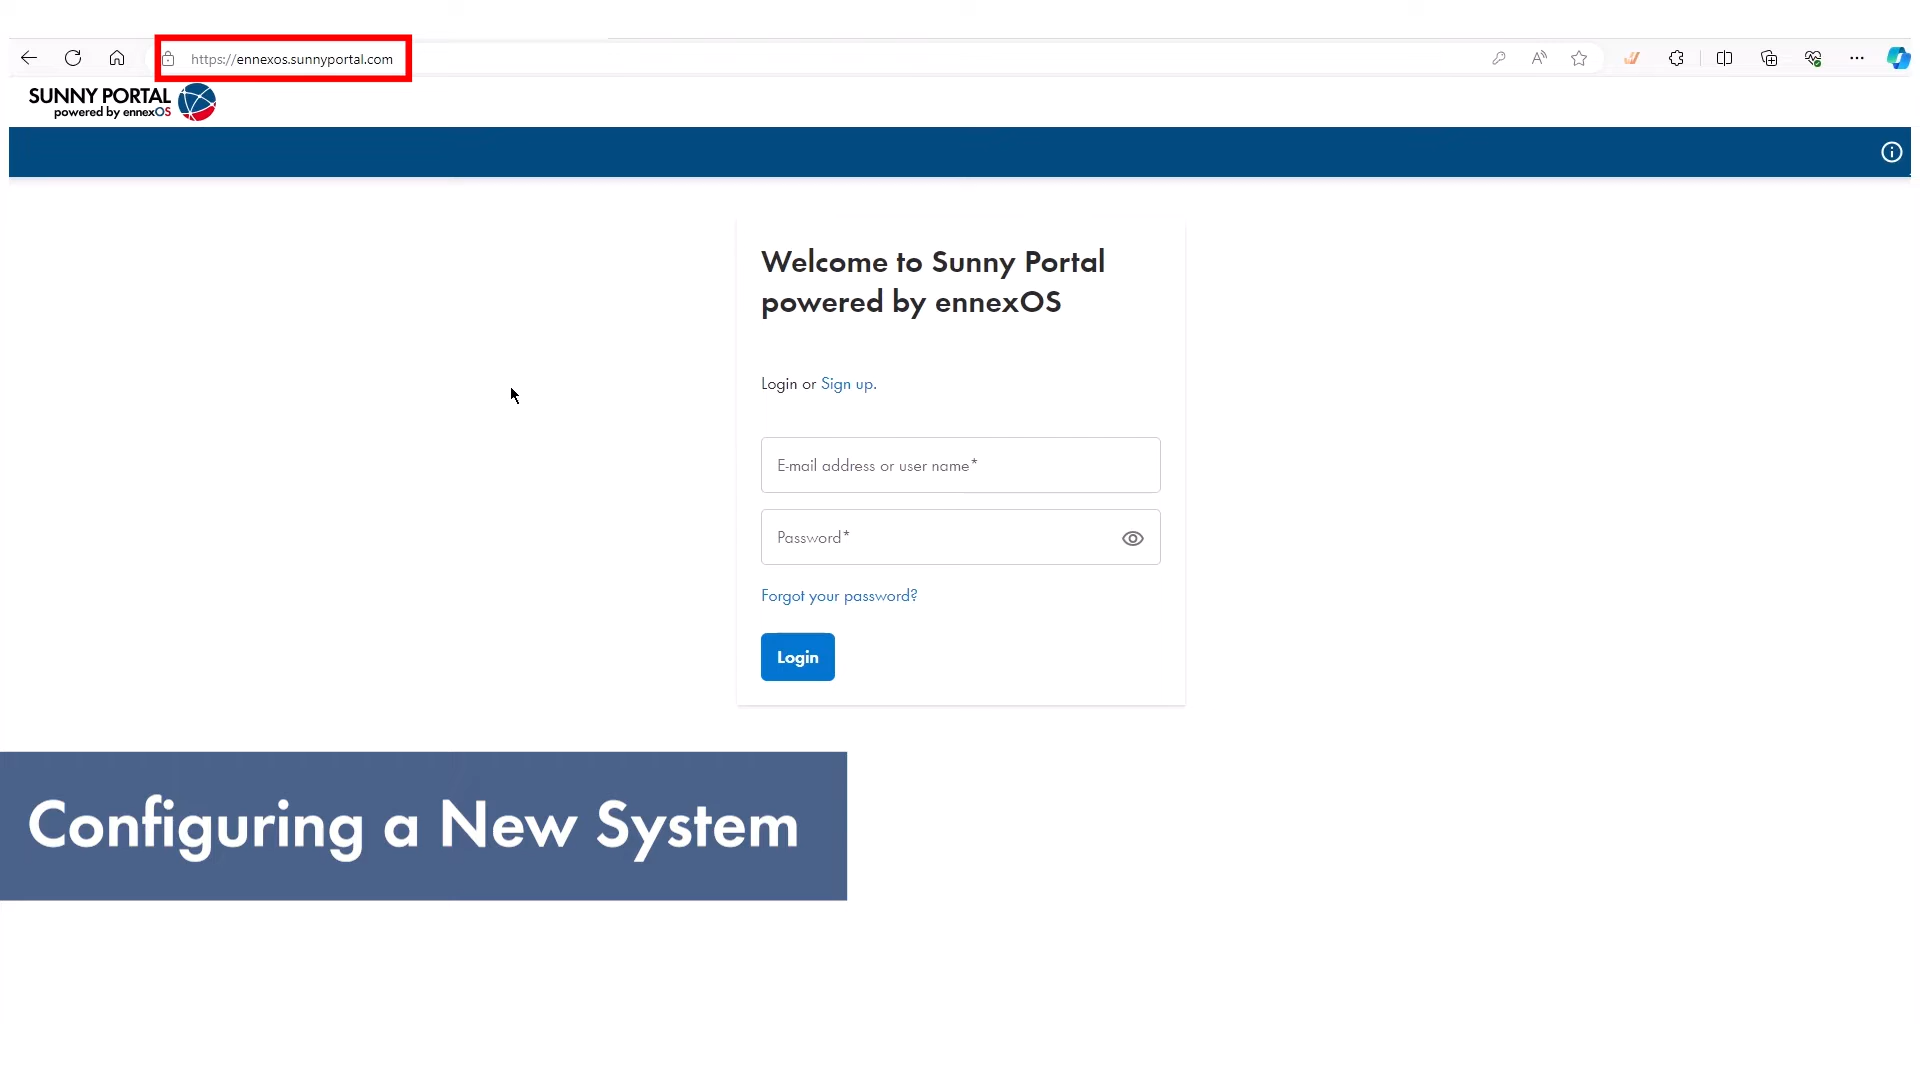 https://ennexos.sunnyportal.com
SUNNY PORTAL
powered by ennexOS
Welcome to Sunny Portal
powered by ennexOS
Login or Sign up.
E-mail address or user name*
Password*
Forgot your password?
Login
Configuring a New System